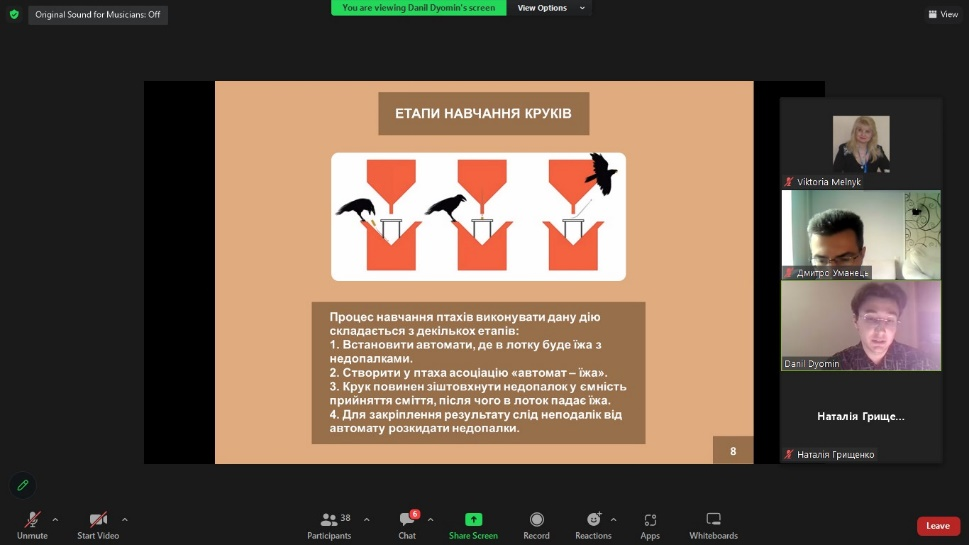 Original Sound for Musicians: Off
You are viewing Danil Dyomin's screen
View Options
View
ЕТАПИ НАВЧАННЯ КРУКІВ
Процес навчання птахів виконувати дану дію
складається з декількох етапів:
1. Встановити автомати, де в лотку буде їжа з
недопалками.
2. Створити у птаха асоціацію «автомат – їжа».
3. Крук повинен зіштовхнути недопалок у ємність
прийняття сміття, після чого в лоток падає їжа.
4. Для закріплення результату слід неподалік від
автомату розкидати недопалки.
8
Viktoria Melnyk
Дмитро Уманець
Danil Dyomin
Наталія Грище...
Наталія Грищенко
Unmute
Start Video
38
Participants
6
Chat
Share Screen
Record
Reactions
Apps
Whiteboards
Leave